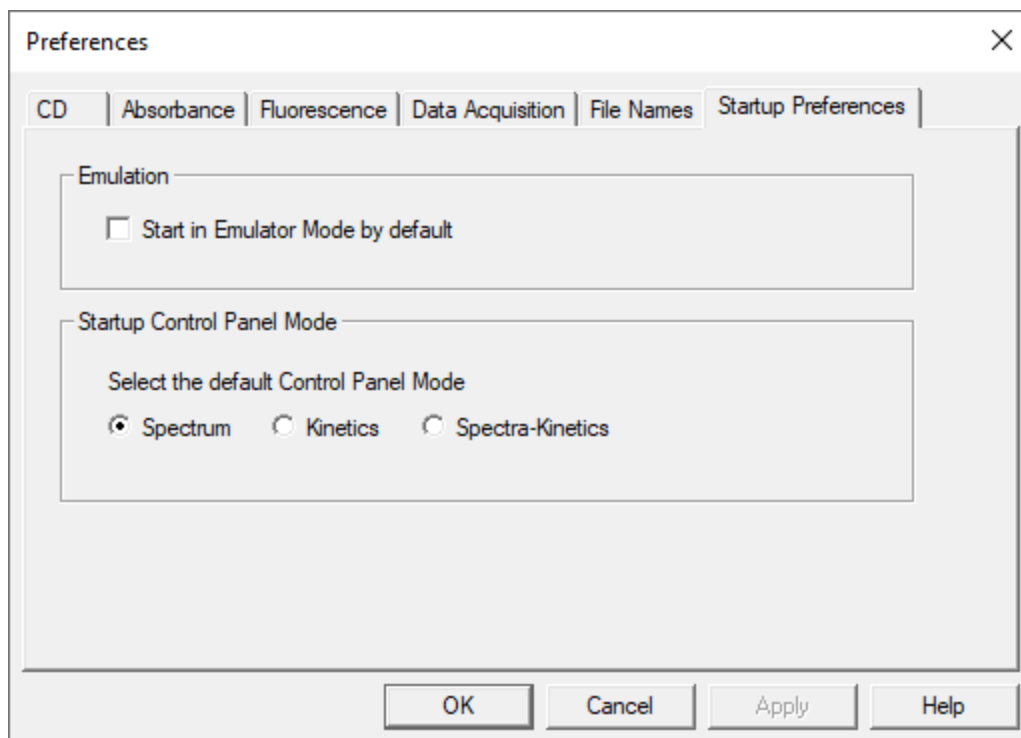 Preferences
CD Absorbance Fluorescence Data Acquisition File Names Startup Preferences
Emulation
Start in Emulator Mode by default
Startup Control Panel Mode
Select the default Control Panel Mode
Spectrum Kinetics Spectra-Kinetics
OK Cancel Apply Help